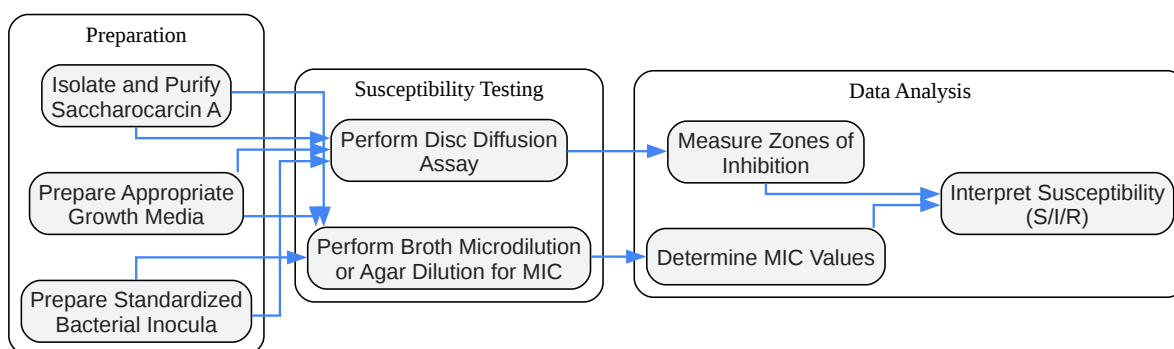 Preparation
Isolate and Purify
Saccharocarcin A
Prepare Appropriate
Growth Media
Prepare Standardized
Bacterial Inocula
Susceptibility Testing
Perform Disc Diffusion
Assay
Perform Broth Microdilution
or Agar Dilution for MIC
Data Analysis
Measure Zones of
Inhibition
Determine MIC Values
Interpret Susceptibility
(S/I/R)